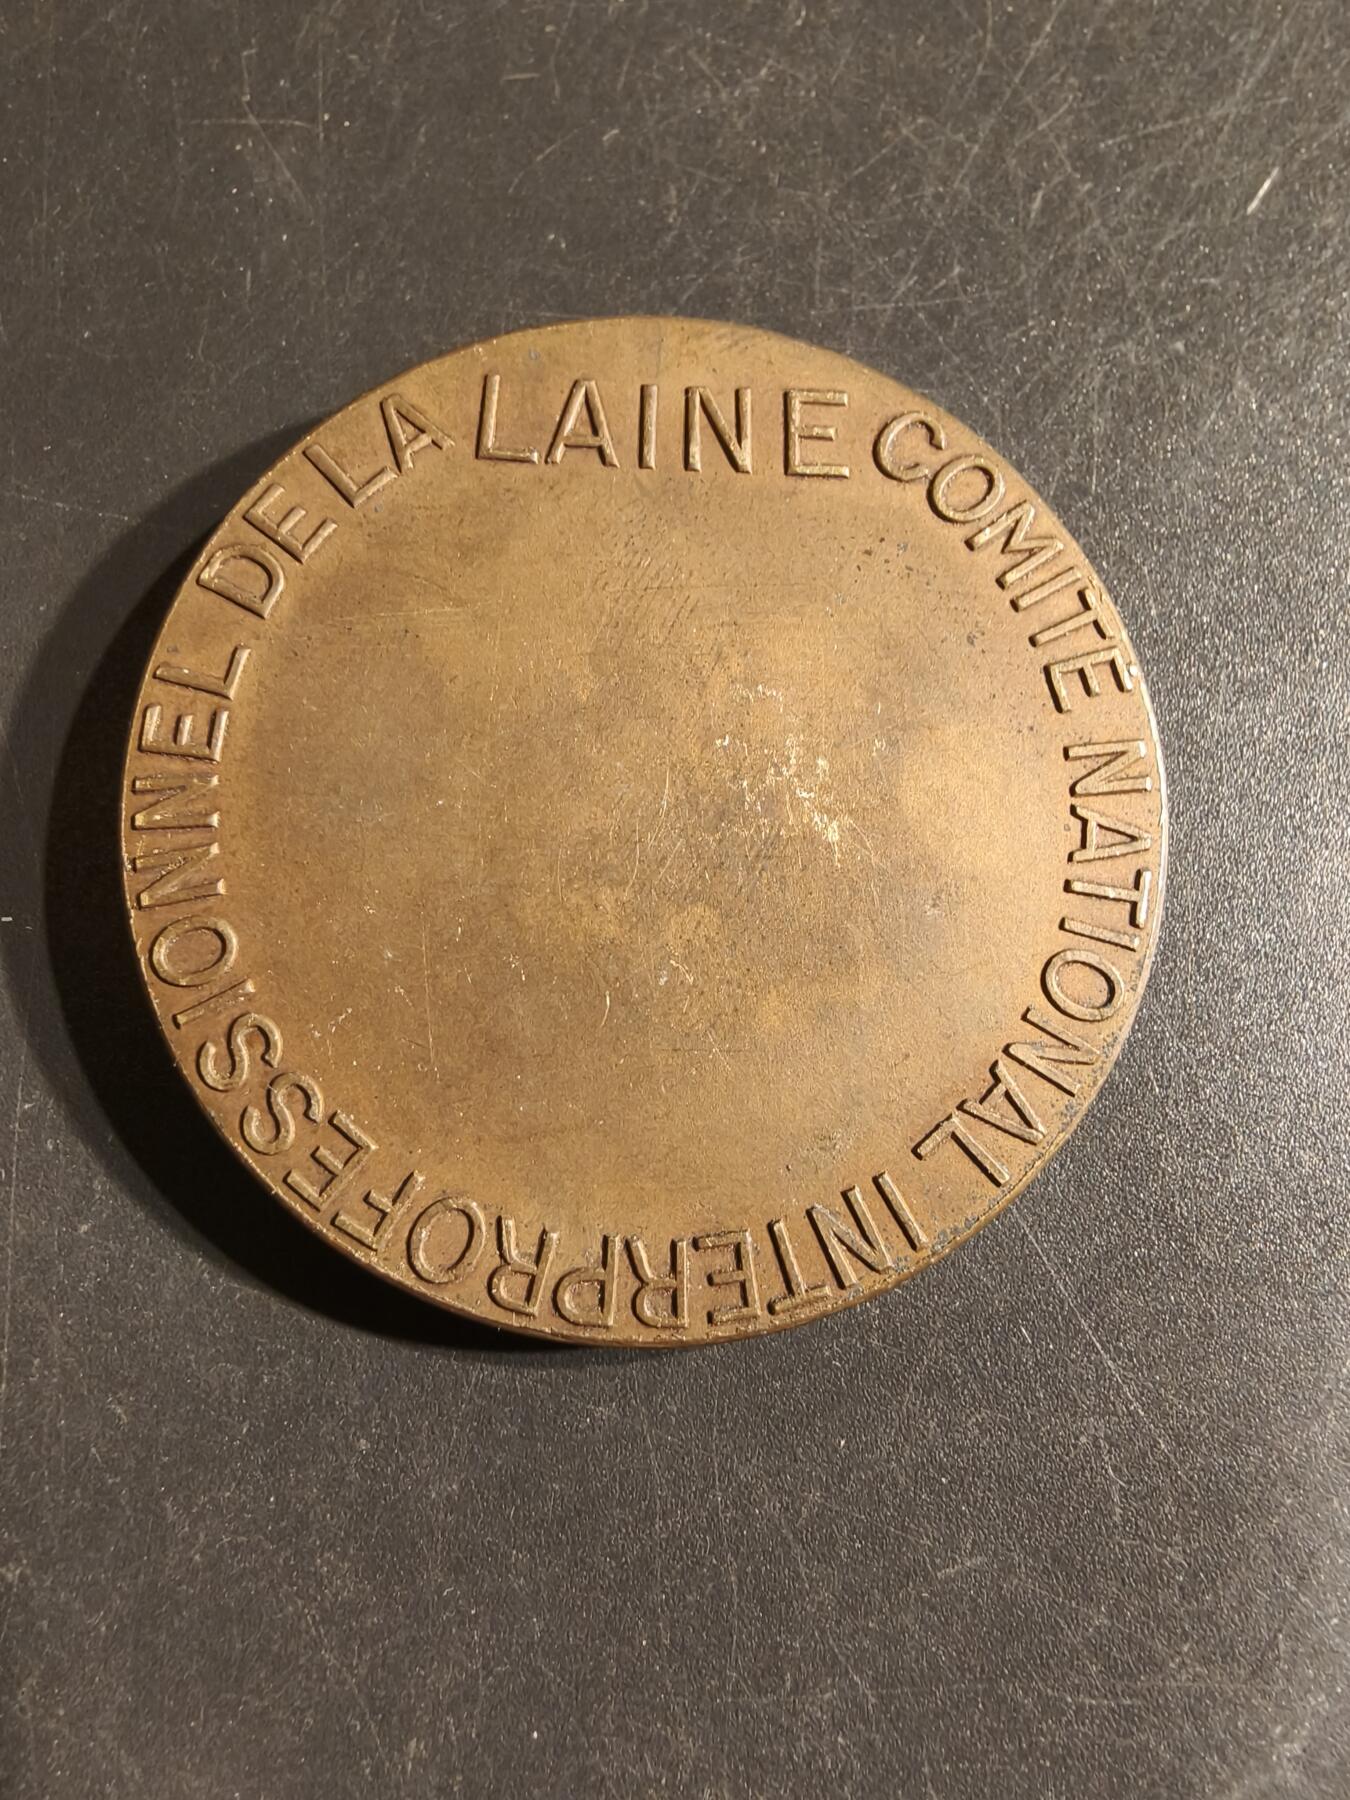 COMITÉ NATIONAL INTERPROFESSIONNEL DE LA LAINE